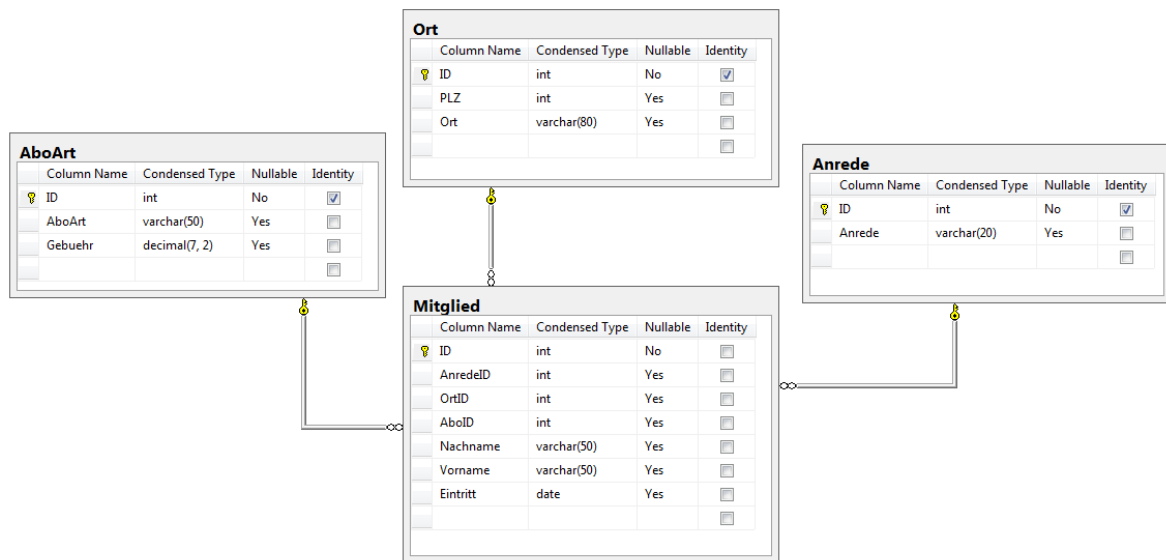 Ort
Column Name Condensed Type Nullable Identity
ID int No
PLZ int Yes
Ort varchar(80) Yes
AboArt
Column Name Condensed Type Nullable Identity
ID int No
AboArt varchar(50) Yes
Gebuehr decimal(7, 2) Yes
Anrede
Column Name Condensed Type Nullable Identity
ID int No
Anrede varchar(20) Yes
Mitglied
Column Name Condensed Type Nullable Identity
ID int No
AnredeID int Yes
OrtID int Yes
AboID int Yes
Nachname varchar(50) Yes
Vorname varchar(50) Yes
Eintritt date Yes